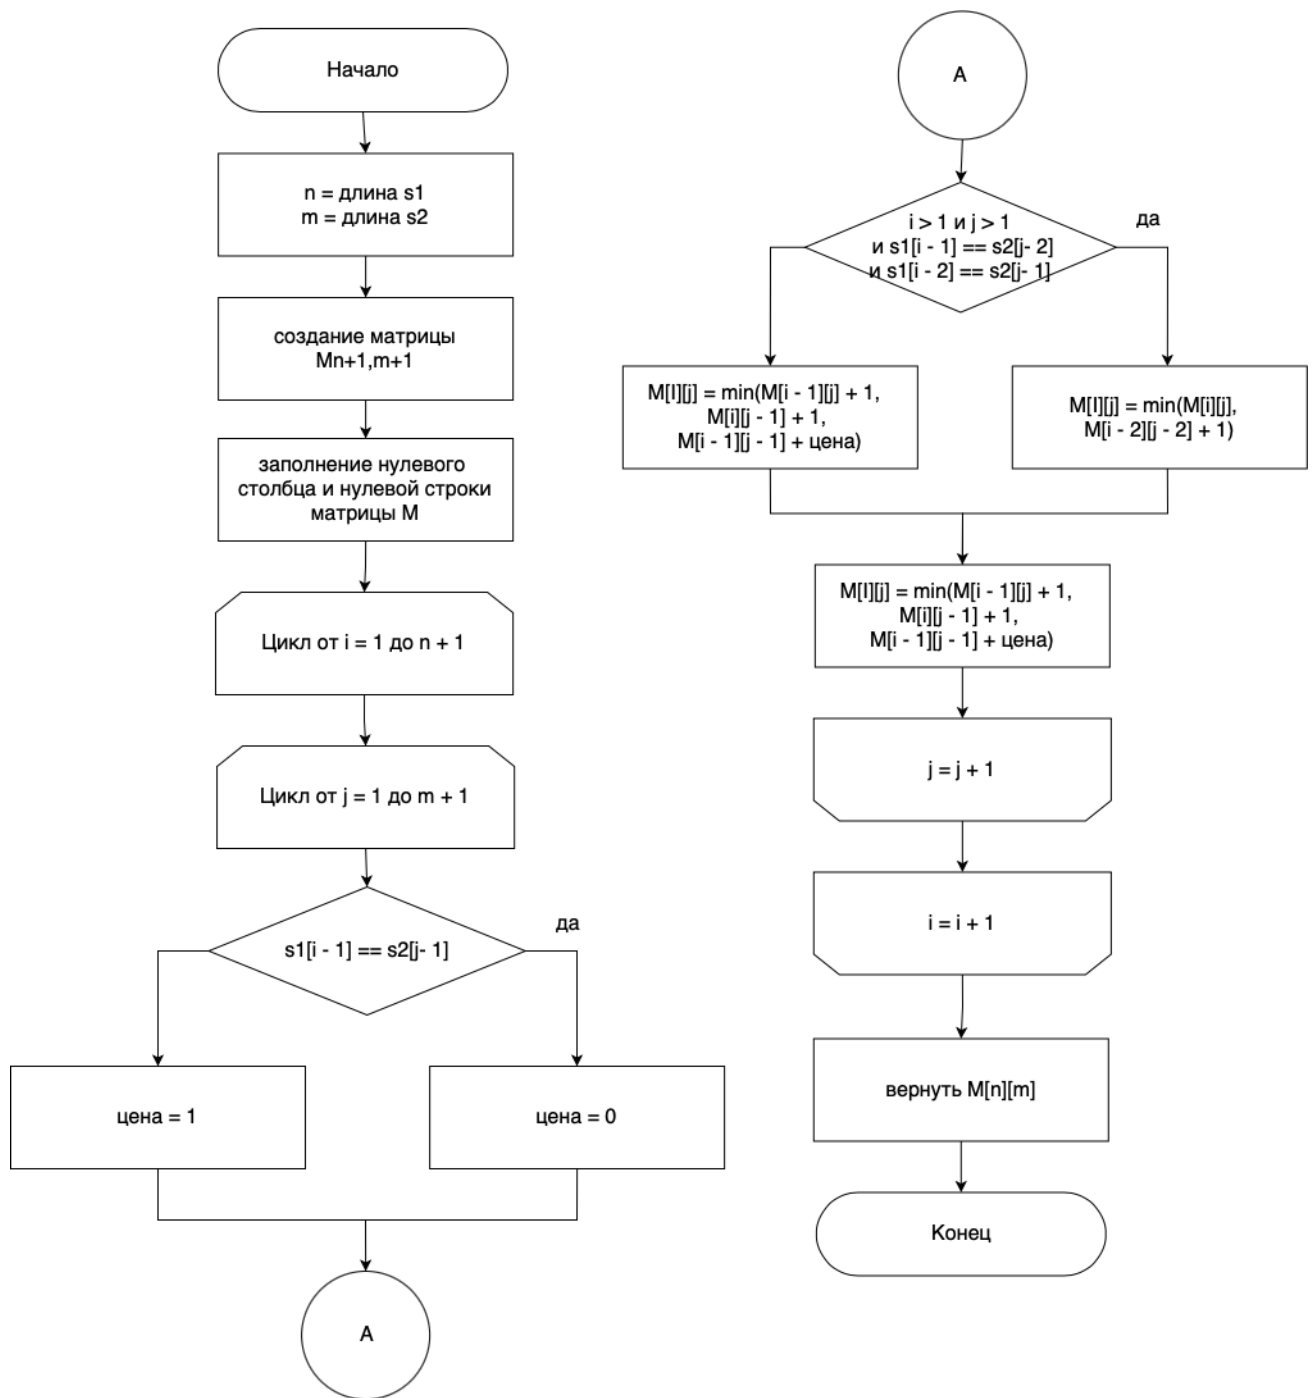 Начало
n = длина s1
m = длина s2
создание матрицы
Mn+1,m+1
заполнение нулевого
столбца и нулевой строки
матрицы M
Цикл от i = 1 до n + 1
Цикл от j = 1 до m + 1
s1[i - 1] == s2[j- 1]
да
цена = 1
цена = 0
A
A
i > 1 и j > 1
и s1[i - 1] == s2[j- 2]
и s1[i - 2] == s2[j- 1]
да
M[I][j] = min(M[i - 1][j] + 1,
M[i][j - 1] + 1,
M[i - 1][j - 1] + цена)
M[I][j] = min(M[i][j],
M[i - 2][j - 2] + 1)
M[I][j] = min(M[i - 1][j] + 1,
M[i][j - 1] + 1,
M[i - 1][j - 1] + цена)
j = j + 1
i = i + 1
вернуть M[n][m]
Конец